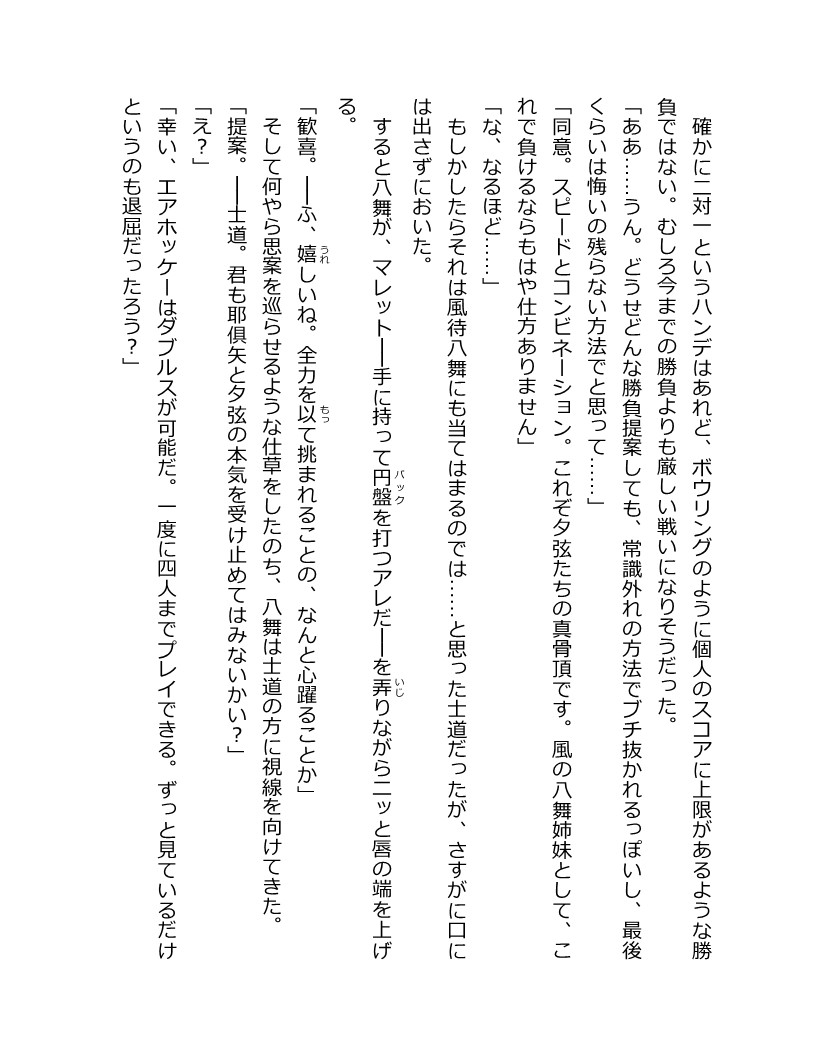 確かに二対一というハンデはあれど、ボウリングのように個人のスコアに上限があるような勝
負ではない。むしろ今までの勝負よりも厳しい戦いになりそうだった。
「ああ……うん。どうせどんな勝負提案しても、常識外れの方法でブチ抜かれるっぽいし、最後
くらいは悔いの残らない方法でと思って……」
「同意。スピードとコンビネーション。これぞ夕弦たちの真骨頂です。風の八舞姉妹として、こ
れで負けるならもはや仕方ありません」
「な、なるほど……」
　もしかしたらそれは風待八舞にも当てはまるのでは……と思った士道だったが、さすがに口に
は出さずにおいた。
　すると八舞が、マレット――手に持って円盤パックを打つアレだ――を弄いじりながらニッと唇の端を上げ
る。
「歓喜。――ふ、嬉うれしいね。全力を以もって挑まれることの、なんと心躍ることか」
　そして何やら思案を巡らせるような仕草をしたのち、八舞は士道の方に視線を向けてきた。
「提案。――士道。君も耶倶矢と夕弦の本気を受け止めてはみないかい？」
「え？」
「幸い、エアホッケーはダブルスが可能だ。一度に四人までプレイできる。ずっと見ているだけ
というのも退屈だったろう？」